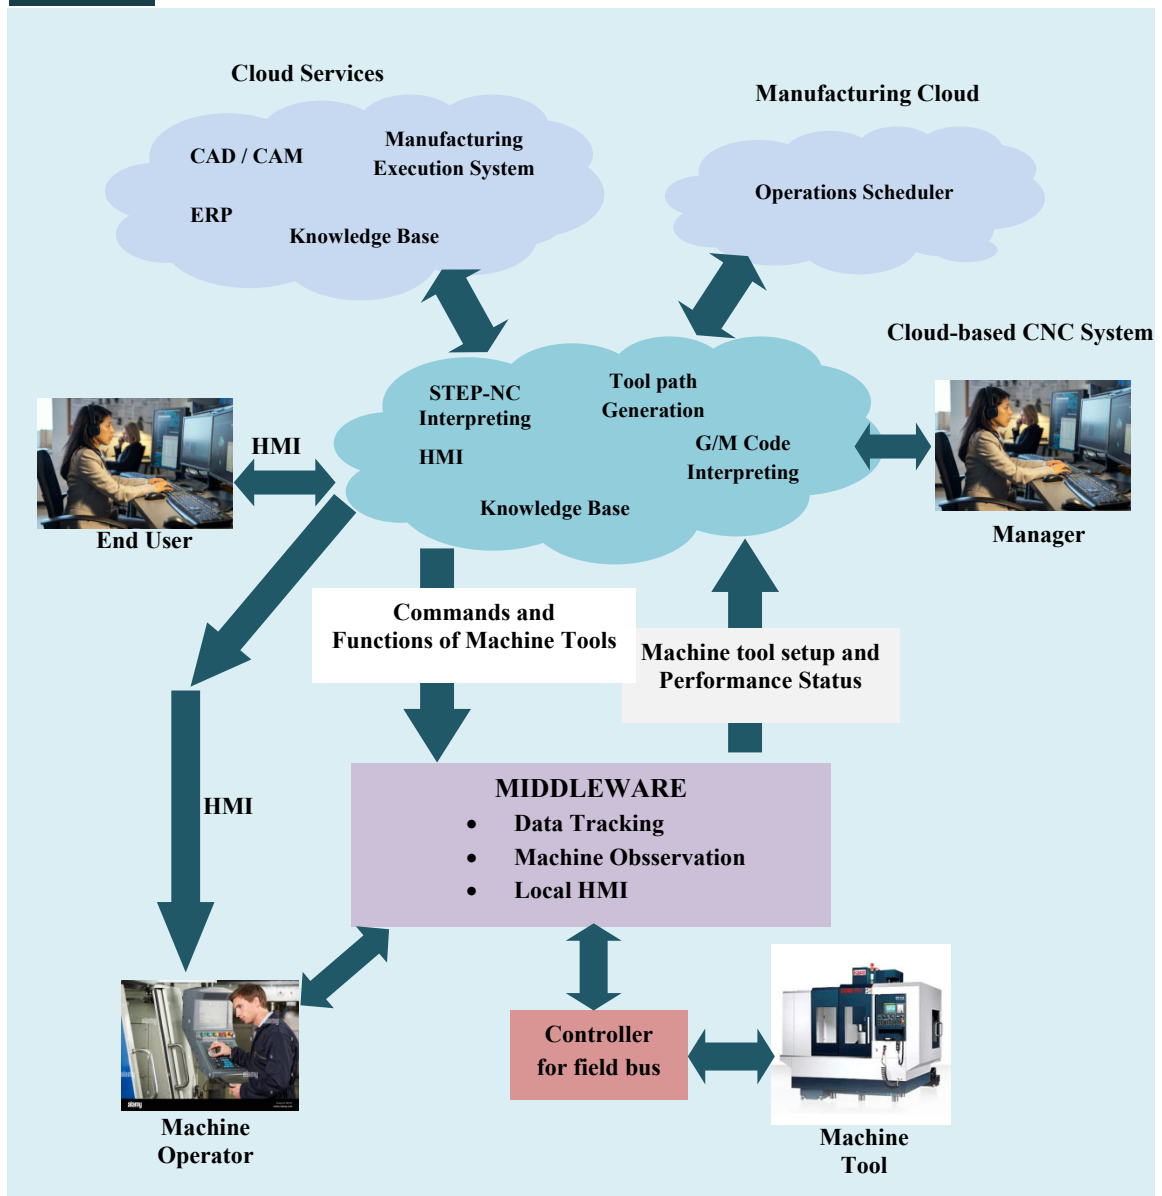 Cloud Services
Manufacturing Cloud
CAD / CAM
Manufacturing
Execution System
ERP
Knowledge Base
Operations Scheduler
Cloud-based CNC System
STEP-NC
Interpreting
HMI
Tool path
Generation
G/M Code
Interpreting
Knowledge Base
HMI
End User
Manager
Commands and
Functions of Machine Tools
Machine tool setup and
Performance Status
HMI
MIDDLEWARE
• Data Tracking
• Machine Obsservation
• Local HMI
Controller
for field bus
alamy
Machine
Operator
Machine
Tool